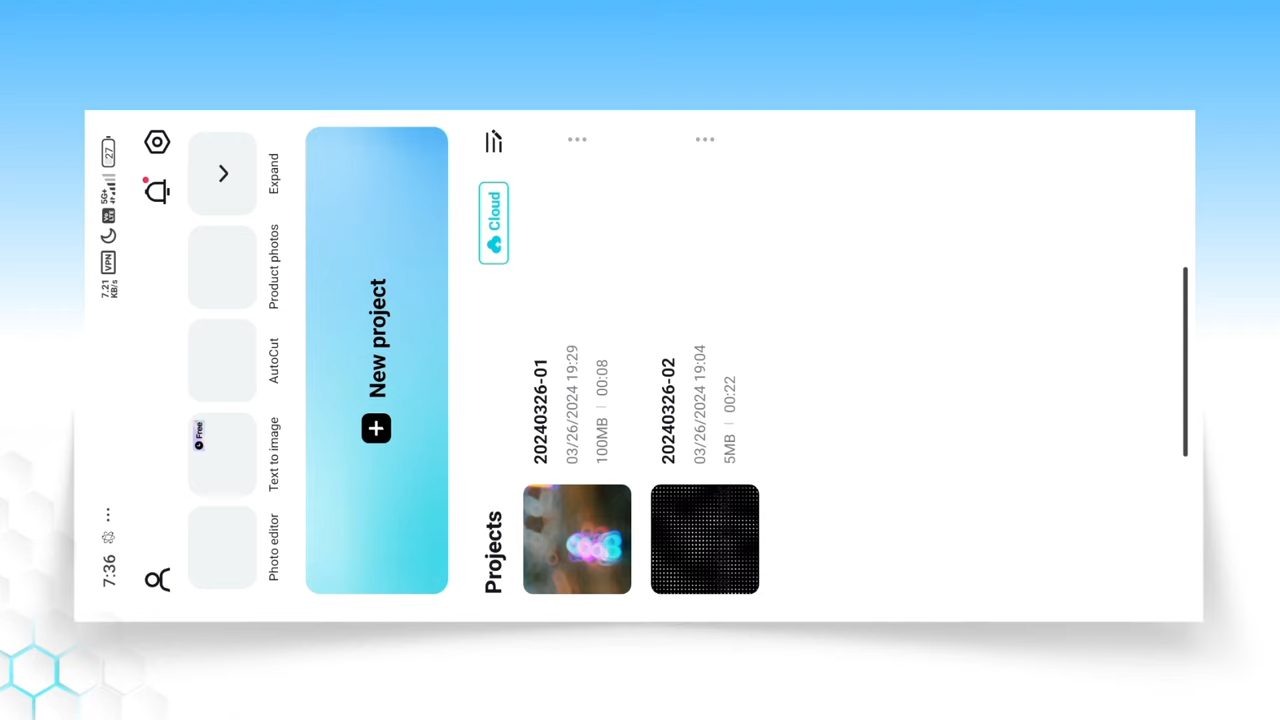 7:36 ...
7.21 KB/s VPN 5G+ 27
Free
Photo editor Text to image AutoCut Product photos Expand
New project
Projects Cloud
20240326-01
03/26/2024 19:29
100MB | 00:08
20240326-02
03/26/2024 19:04
5MB | 00:22